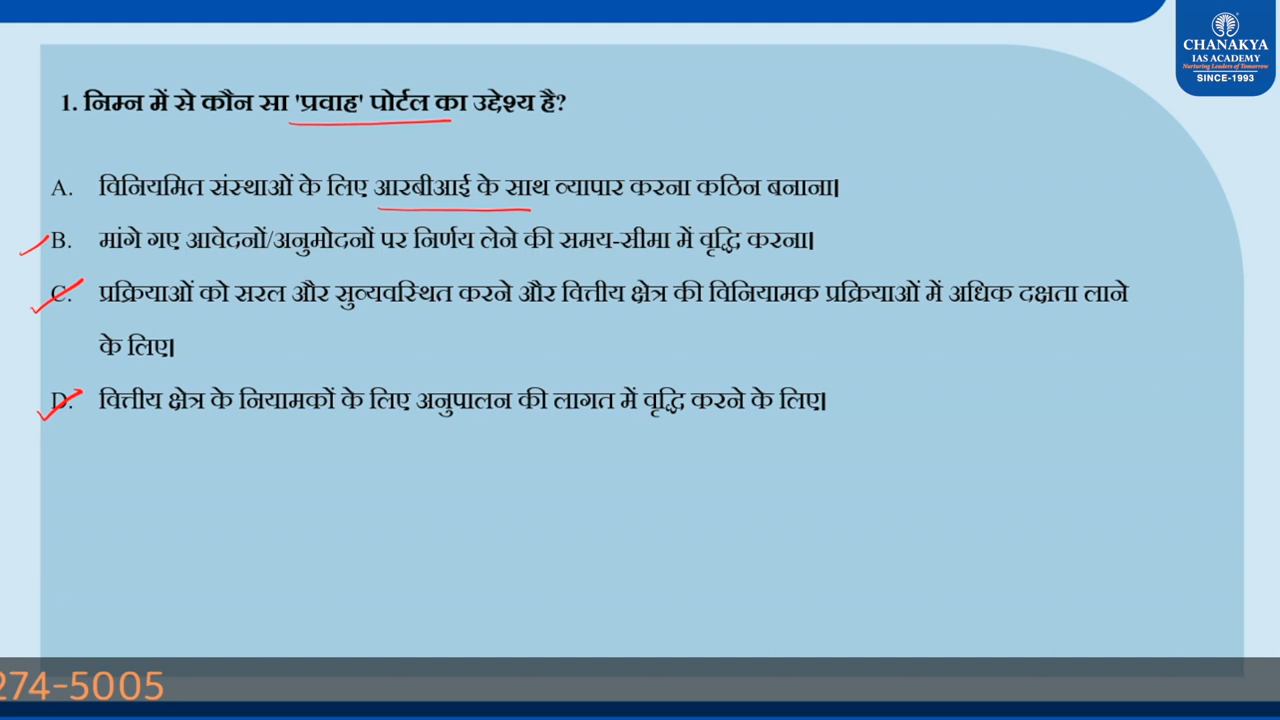 CHANAKYA
IAS ACADEMY
Nurturing Leaders of Tomorrow
SINCE-1993
1. निम्न में से कौन सा 'प्रवाह' पोर्टल का उद्देश्य है?
A. विनियमित संस्थाओं के लिए आरबीआई के साथ व्यापार करना कठिन बनाना।
B. मांगे गए आवेदनों/अनुमोदनों पर निर्णय लेने की समय-सीमा में वृद्धि करना।
C. प्रक्रियाओं को सरल और सुव्यवस्थित करने और वित्तीय क्षेत्र की विनियामक प्रक्रियाओं में अधिक दक्षता लाने
के लिए।
D. वित्तीय क्षेत्र के नियामकों के लिए अनुपालन की लागत में वृद्धि करने के लिए।
274-5005